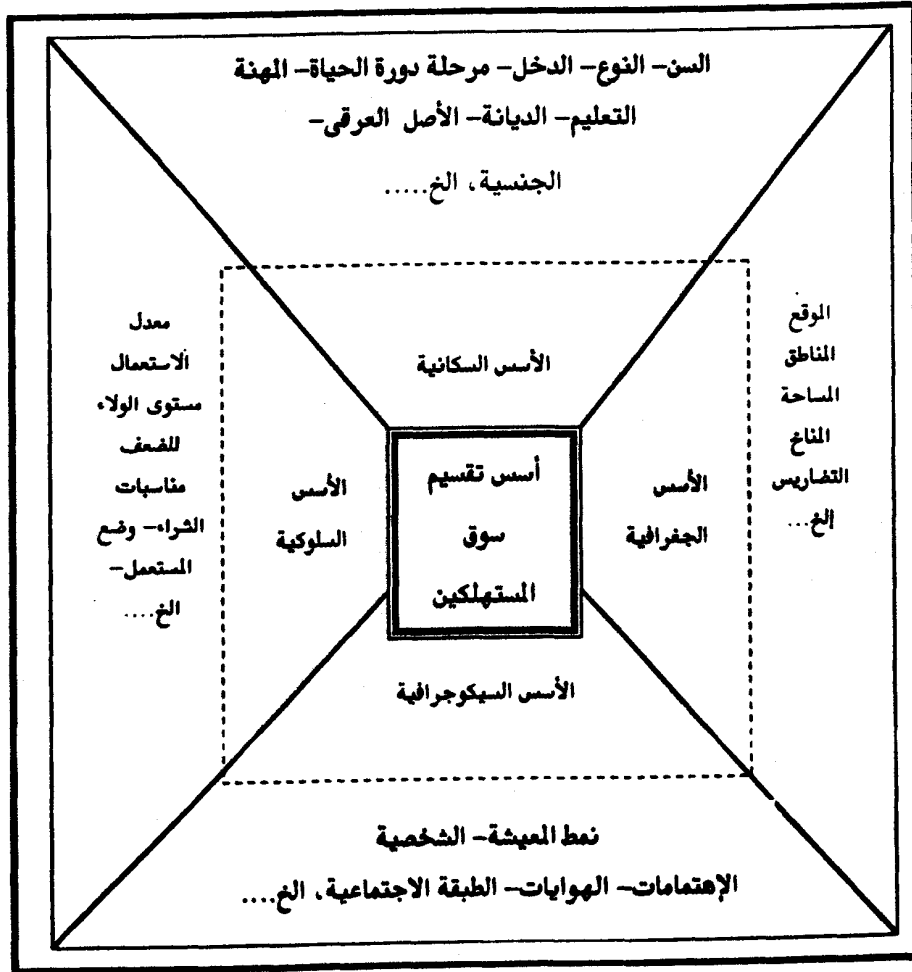 السن– النوع– الدخل– مرحلة دورة الحياة– المهنة
التعليم– الديانة– الأصل العرقى–
الجنسية، الخ.....
الموقع
المناطق
المساحة
المناخ
التضاريس
إلخ...
الأسس السكانية
الأسس
الجغرافية
أسس تقسيم
سوق
المستهلكين
الأسس
السلوكية
معدل
الاستعمال
مستوى الولاء
للضعف
مناسبات
الشراء– وضع
المستعمل–
الخ....
الأسس السيكوجرافية
نمط المعيشة– الشخصية
الإهتمامات– الهوايات– الطبقة الاجتماعية، الخ....